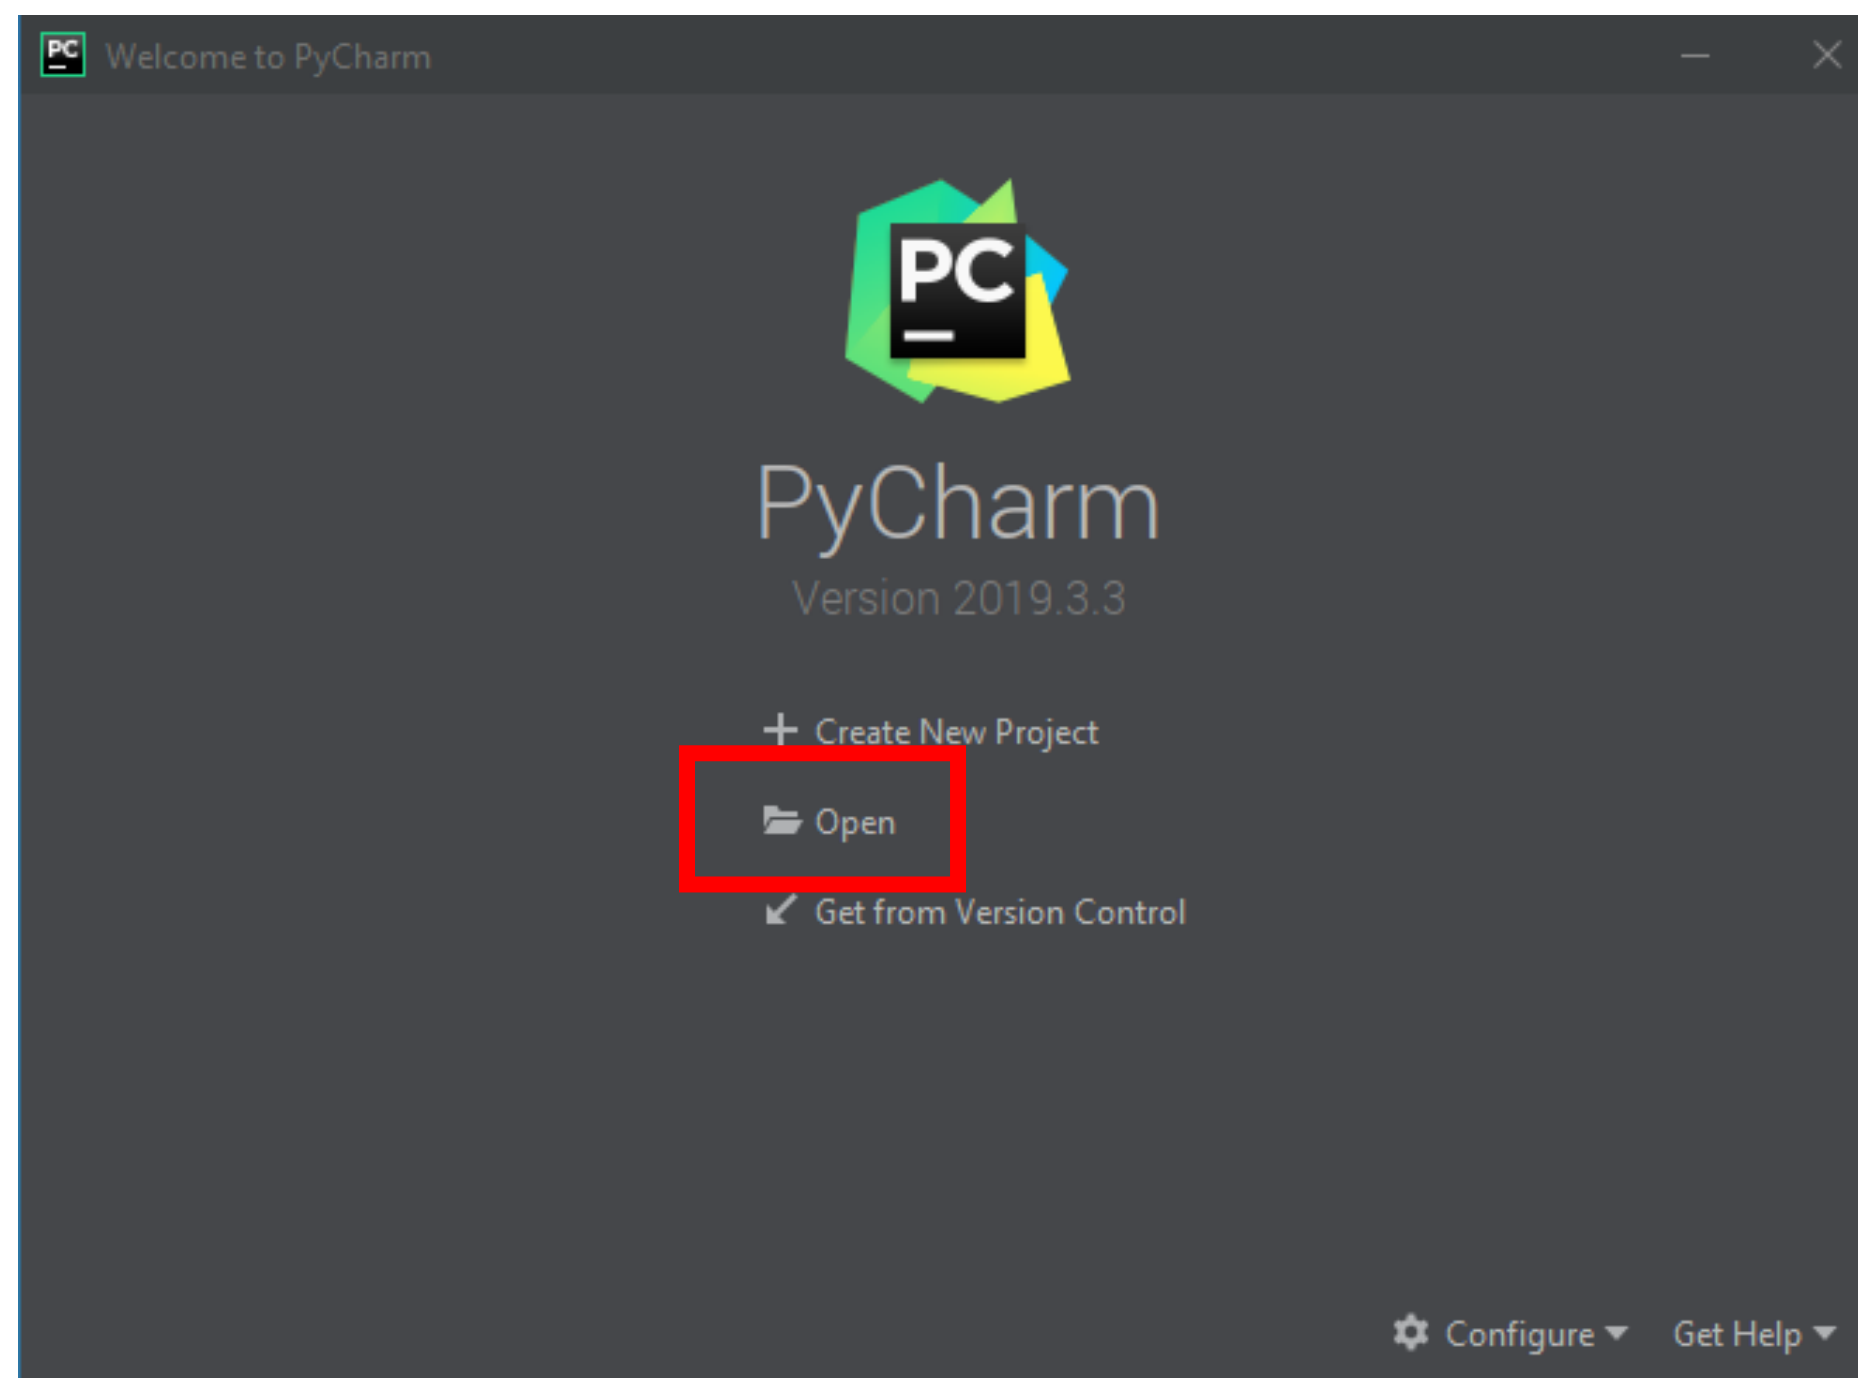 PC Welcome to PyCharm
PC
PyCharm
Version 2019.3.3
Create New Project
Open
Get from Version Control
Configure Get Help